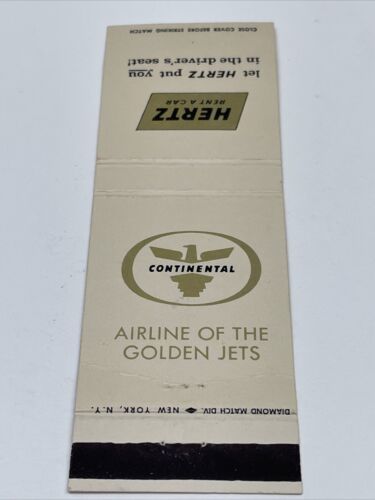 CLOSE COVER BEFORE STRIKING MATCH
let HERTZ put you
in the driver's seat!
HERTZ
RENT A CAR
CONTINENTAL
AIRLINE OF THE
GOLDEN JETS
DIAMOND MATCH DIV. NEW YORK, N.Y.